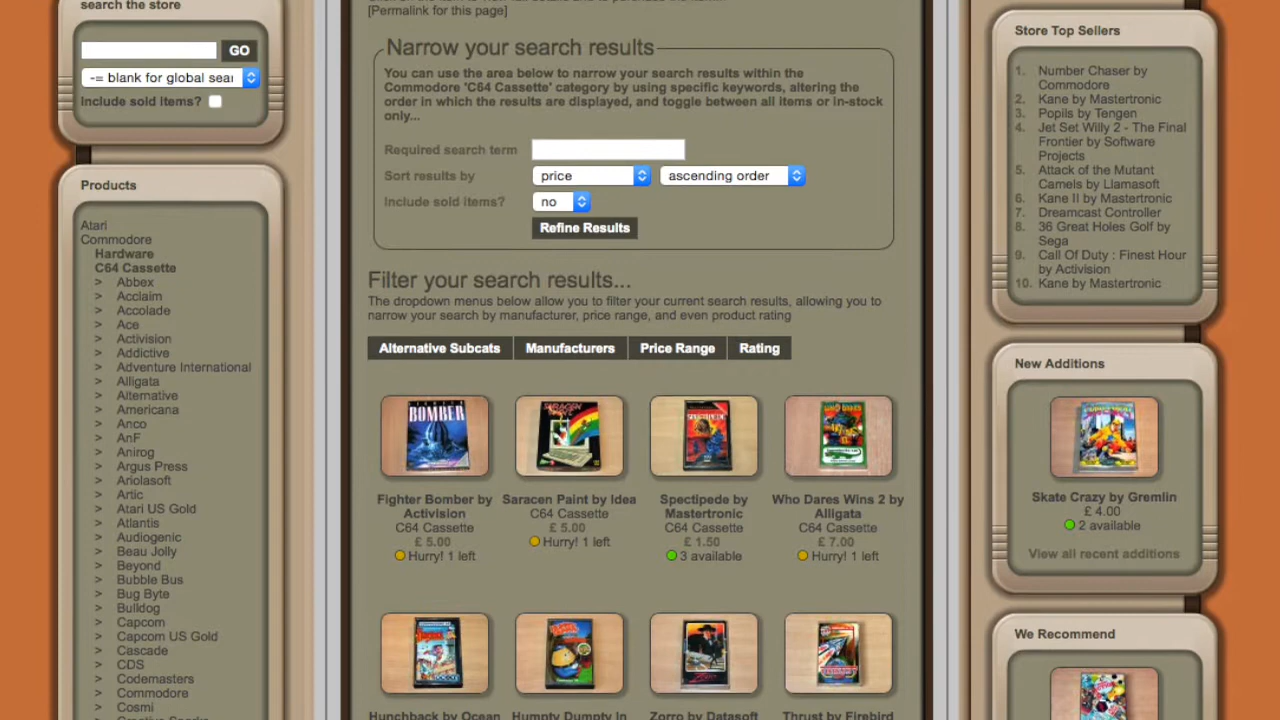 search the store
GO
-= blank for global sear
Include sold items?
Products
Atari
Commodore
Hardware
C64 Cassette
> Abbex
> Acclaim
> Accolade
> Ace
> Activision
> Addictive
> Adventure International
> Alligata
> Alternative
> Americana
> Anco
> AnF
> Anirog
> Argus Press
> Ariolasoft
> Artic
> Atari US Gold
> Atlantis
> Audiogenic
> Beau Jolly
> Beyond
> Bubble Bus
> Bug Byte
> Bulldog
> Capcom
> Capcom US Gold
> Cascade
> CDS
> Codemasters
> Commodore
> Cosmi
[Permalink for this page]
Narrow your search results
You can use the area below to narrow your search results within the
Commodore 'C64 Cassette' category by using specific keywords, altering the
order in which the results are displayed, and toggle between all items or in-stock
only...
Required search term
Sort results by price ascending order
Include sold items? no
Refine Results
Filter your search results...
The dropdown menus below allow you to filter your current search results, allowing you to
narrow your search by manufacturer, price range, and even product rating
Alternative Subcats Manufacturers Price Range Rating
BOMBER
SARACEN
Fighter Bomber by
Activision
C64 Cassette
£ 5.00
Hurry! 1 left
Saracen Paint by Idea
C64 Cassette
£ 5.00
Hurry! 1 left
Spectipede by
Mastertronic
C64 Cassette
£ 1.50
3 available
Who Dares Wins 2 by
Alligata
C64 Cassette
£ 7.00
Hurry! 1 left
Hunchback by Ocean
Humpty Dumpty In
Zorro by Datasoft
Thrust by Firebird
Store Top Sellers
1. Number Chaser by
Commodore
2. Kane by Mastertronic
3. Popils by Tengen
4. Jet Set Willy 2 - The Final
Frontier by Software
Projects
5. Attack of the Mutant
Camels by Llamasoft
6. Kane II by Mastertronic
7. Dreamcast Controller
8. 36 Great Holes Golf by
Sega
9. Call Of Duty : Finest Hour
by Activision
10. Kane by Mastertronic
New Additions
Skate Crazy by Gremlin
£ 4.00
2 available
View all recent additions
We Recommend